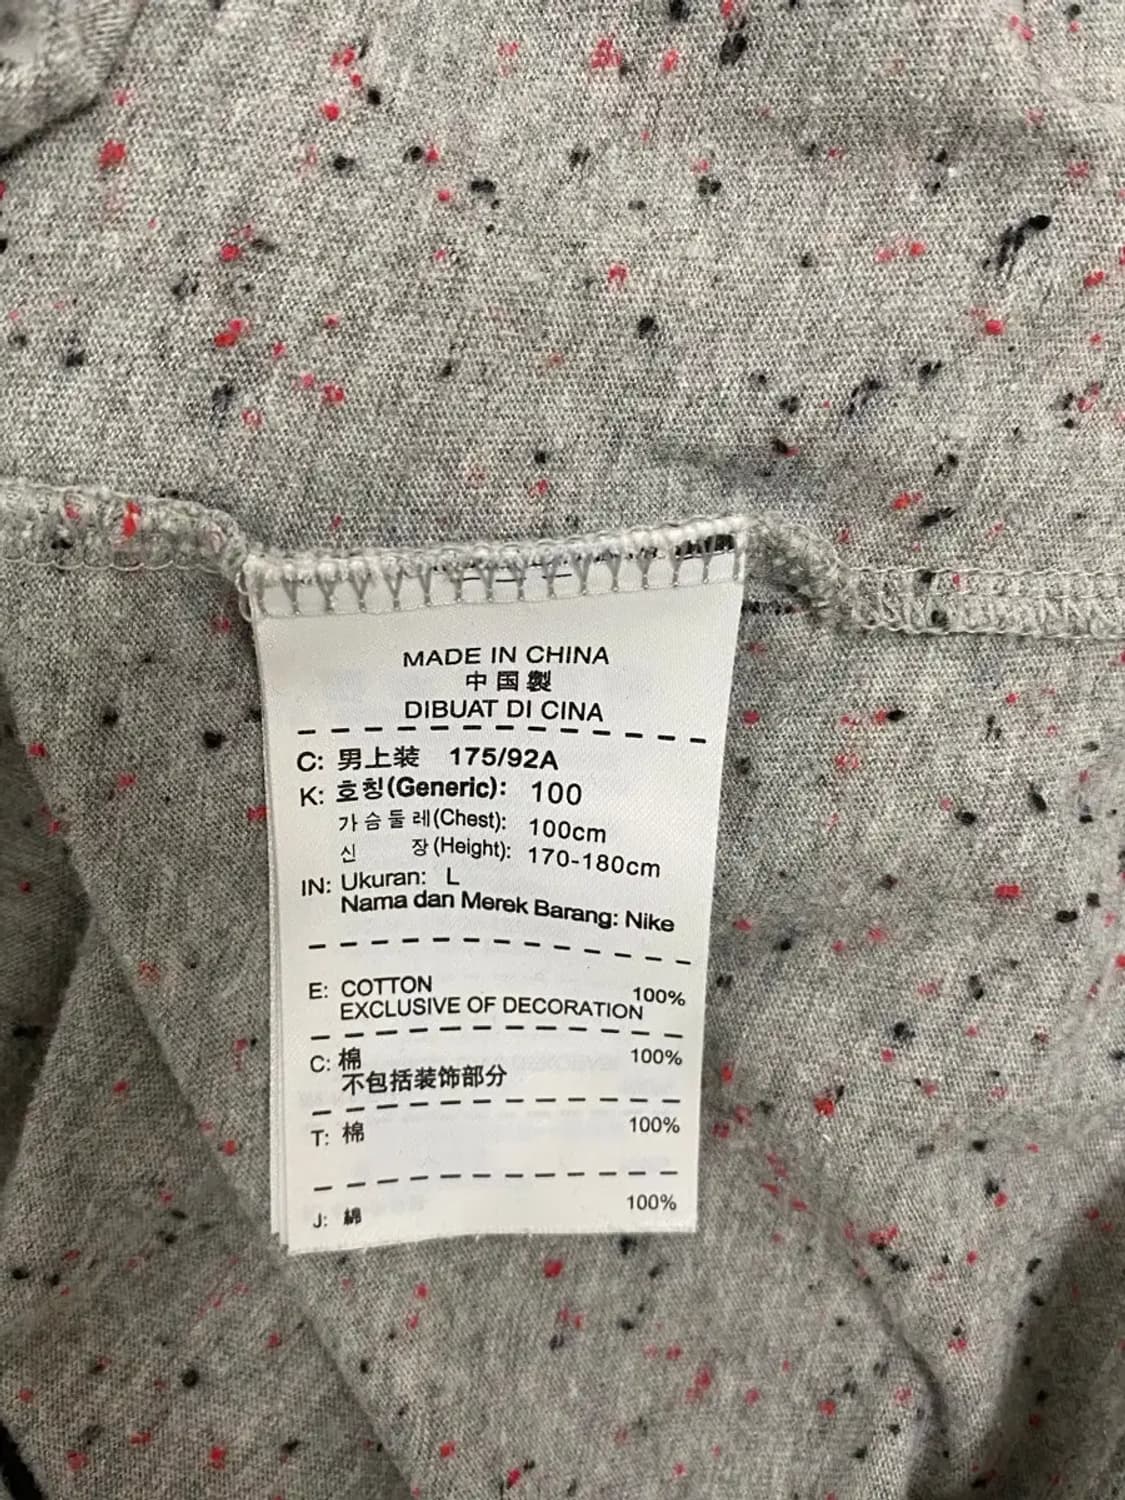 MADE IN CHINA
中国製
DIBUAT DI CINA
C: 男上装 175/92A
K: 호칭(Generic): 100
가슴둘레(Chest): 100cm
신 장(Height): 170-180cm
IN: Ukuran: L
Nama dan Merek Barang: Nike
E: COTTON 100%
EXCLUSIVE OF DECORATION
C: 棉 100%
不包括装饰部分
T: 棉 100%
J: 綿 100%